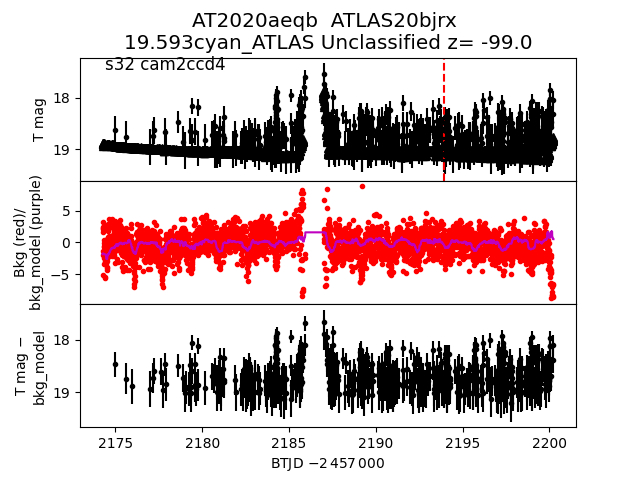 AT2020aeqb  ATLAS20bjrx
19.593cyan_ATLAS Unclassified z= -99.0
s32 cam2ccd4
18
19
T mag
5
0
−5
Bkg (red)/
bkg_model (purple)
18
19
T mag −
bkg_model
2175 2180 2185 2190 2195 2200
BTJD −2 457 000